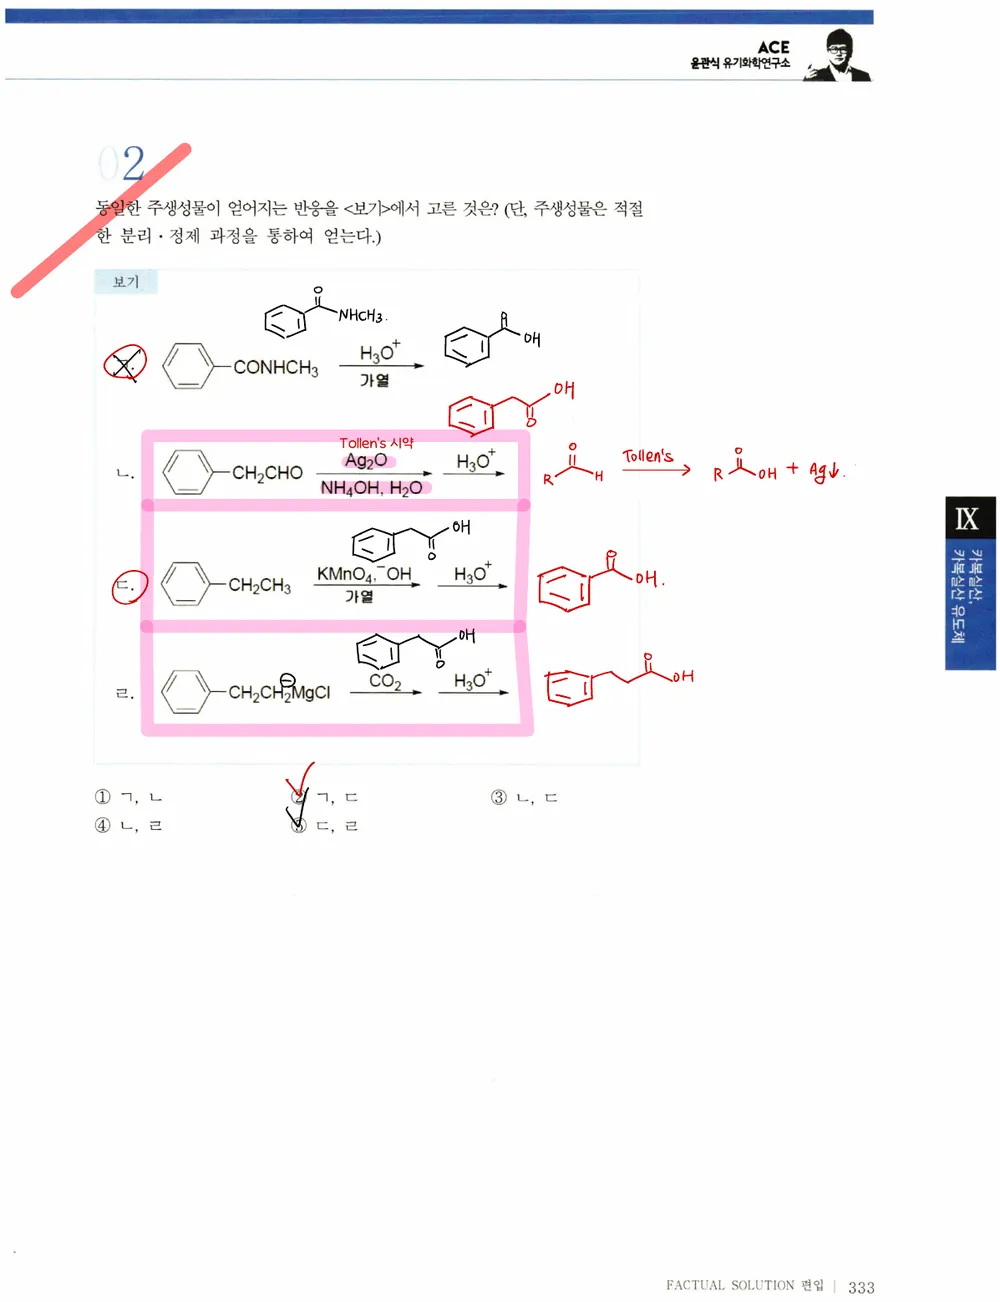 ACE
윤관식 유기화학연구소
02
동일한 주생성물이 얻어지는 반응을 <보기>에서 고른 것은? (단, 주생성물은 적절
한 분리・정제 과정을 통하여 얻는다.)
보기
O
NHCH3.
O
OH
ㄱ. CONHCH3 H3O+ 가열
OH
O
Tollen's 시약
ㄴ. CH2CHO Ag2O NH4OH, H2O H3O+
O R H Tollen's O R OH + Ag↓.
OH
O
ㄷ. CH2CH3 KMnO4, -OH 가열 H3O+
O
OH.
OH
O
ㄹ. CH2CH2MgCl CO2 H3O+
O
OH
① ㄱ, ㄴ ② ㄱ, ㄷ ③ ㄴ, ㄷ
④ ㄴ, ㄹ ⑤ ㄷ, ㄹ
IX
카복실산,
카복실산 유도체
FACTUAL SOLUTION 편입 | 333